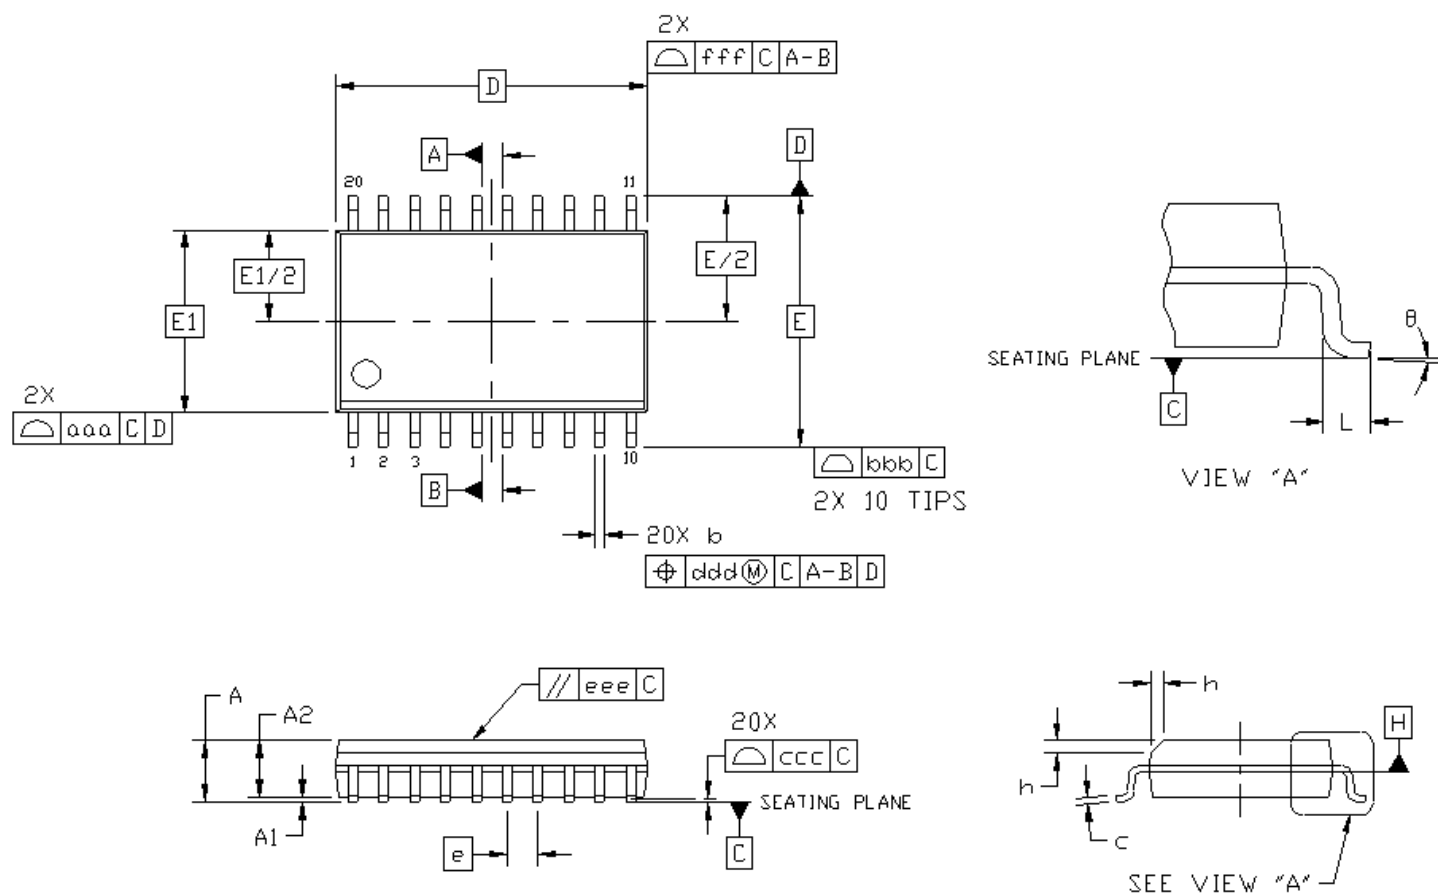 2X
⌓ fff C A-B
D
A
D
20
11
E1/2
E/2
E1
E
2X
⌓ aaa C D
1 2 3
10
B
⌓ bbb C
2X 10 TIPS
20X b
⌖ ddd Ⓜ C A-B D
θ
SEATING PLANE
C
L
VIEW "A"
A
A2
A1
// eee C
20X
⌓ ccc C
SEATING PLANE
C
e
h
h
H
c
SEE VIEW "A"